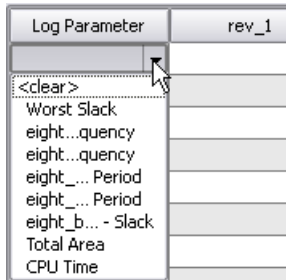 Log Parameter rev_1
<clear>
Worst Slack
eight...quency
eight...quency
eight_... Period
eight_... Period
eight_b... - Slack
Total Area
CPU Time